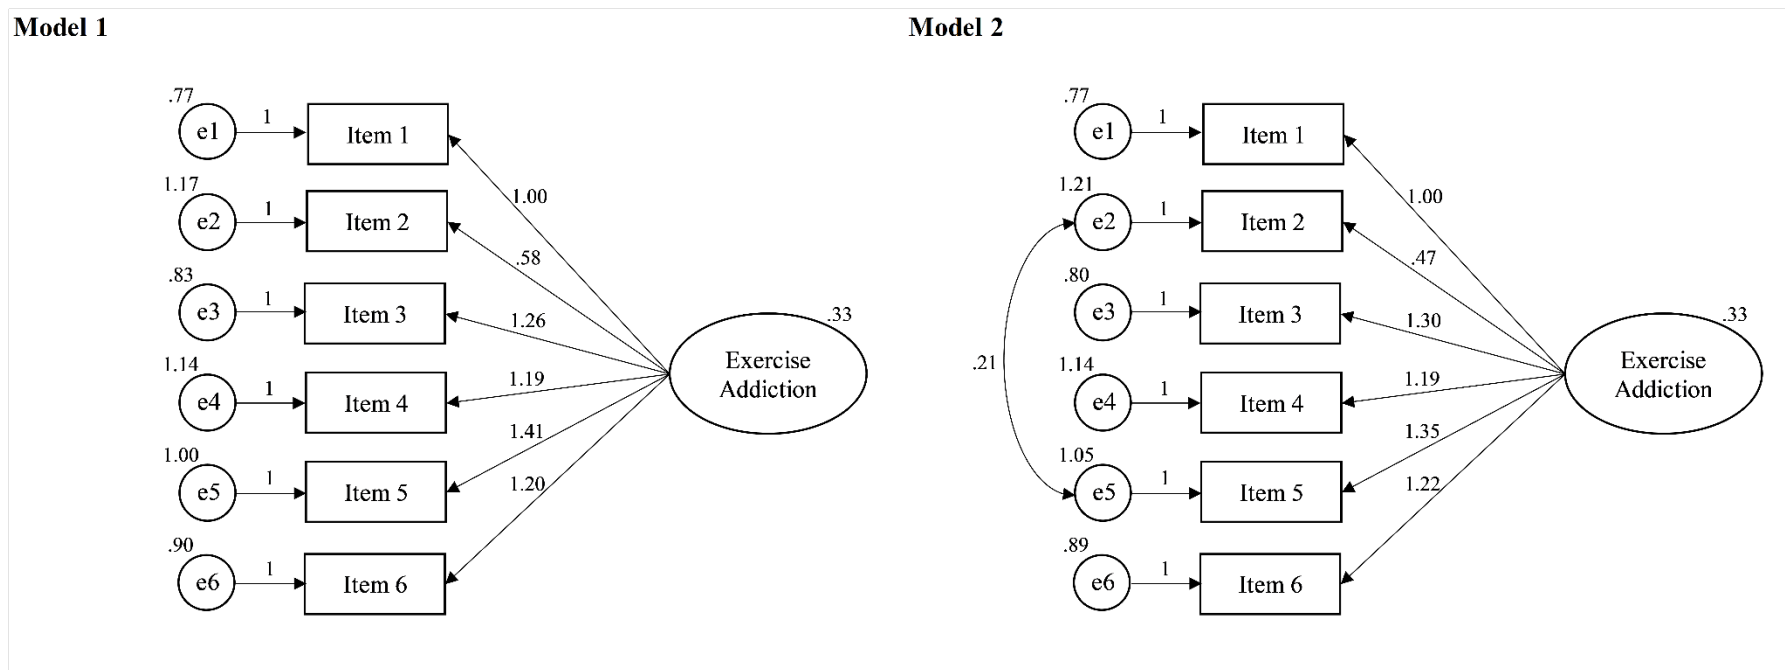 Model 1
.77
e1
1
Item 1
1.00
1.17
e2
1
Item 2
.58
.83
e3
1
Item 3
1.26
.33
Exercise
Addiction
1.14
e4
1
Item 4
1.19
1.00
e5
1
Item 5
1.41
.90
e6
1
Item 6
1.20
Model 2
.77
e1
1
Item 1
1.00
1.21
e2
1
Item 2
.47
.80
e3
1
Item 3
1.30
.33
Exercise
Addiction
.21
1.14
e4
1
Item 4
1.19
1.05
e5
1
Item 5
1.35
.89
e6
1
Item 6
1.22